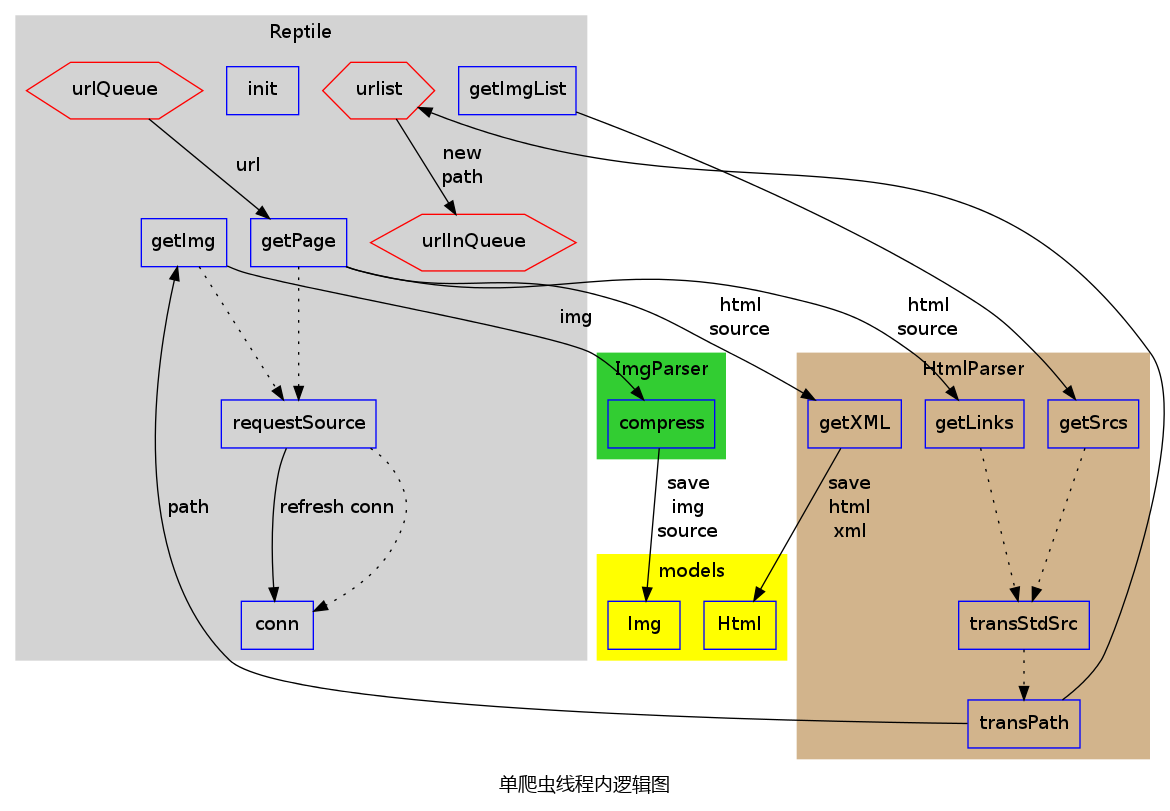 Reptile
urlQueue
init
urlist
getImgList
url
new
path
getImg
getPage
urlInQueue
img
html
source
html
source
ImgParser
HtmlParser
requestSource
compress
getXML
getLinks
getSrcs
path
refresh conn
save
img
source
save
html
xml
models
conn
Img
Html
transStdSrc
transPath
单爬虫线程内逻辑图